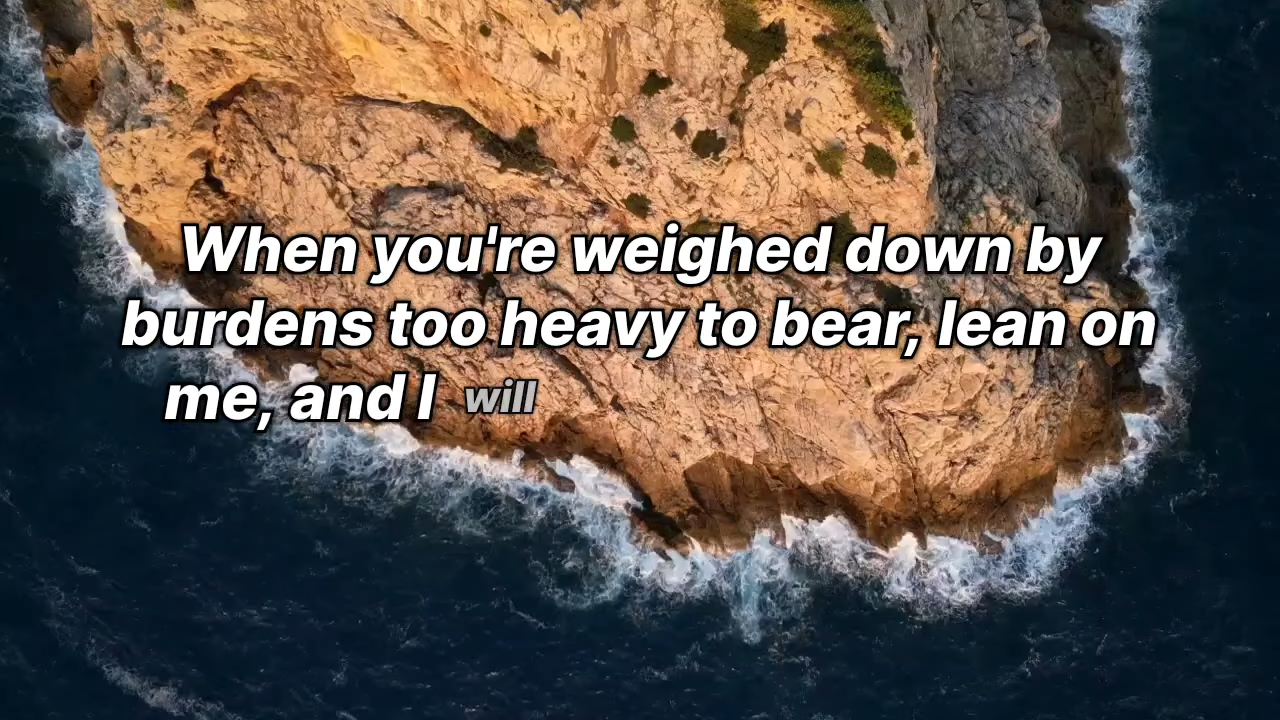 When you're weighed down by
burdens too heavy to bear, lean on
me, and I will